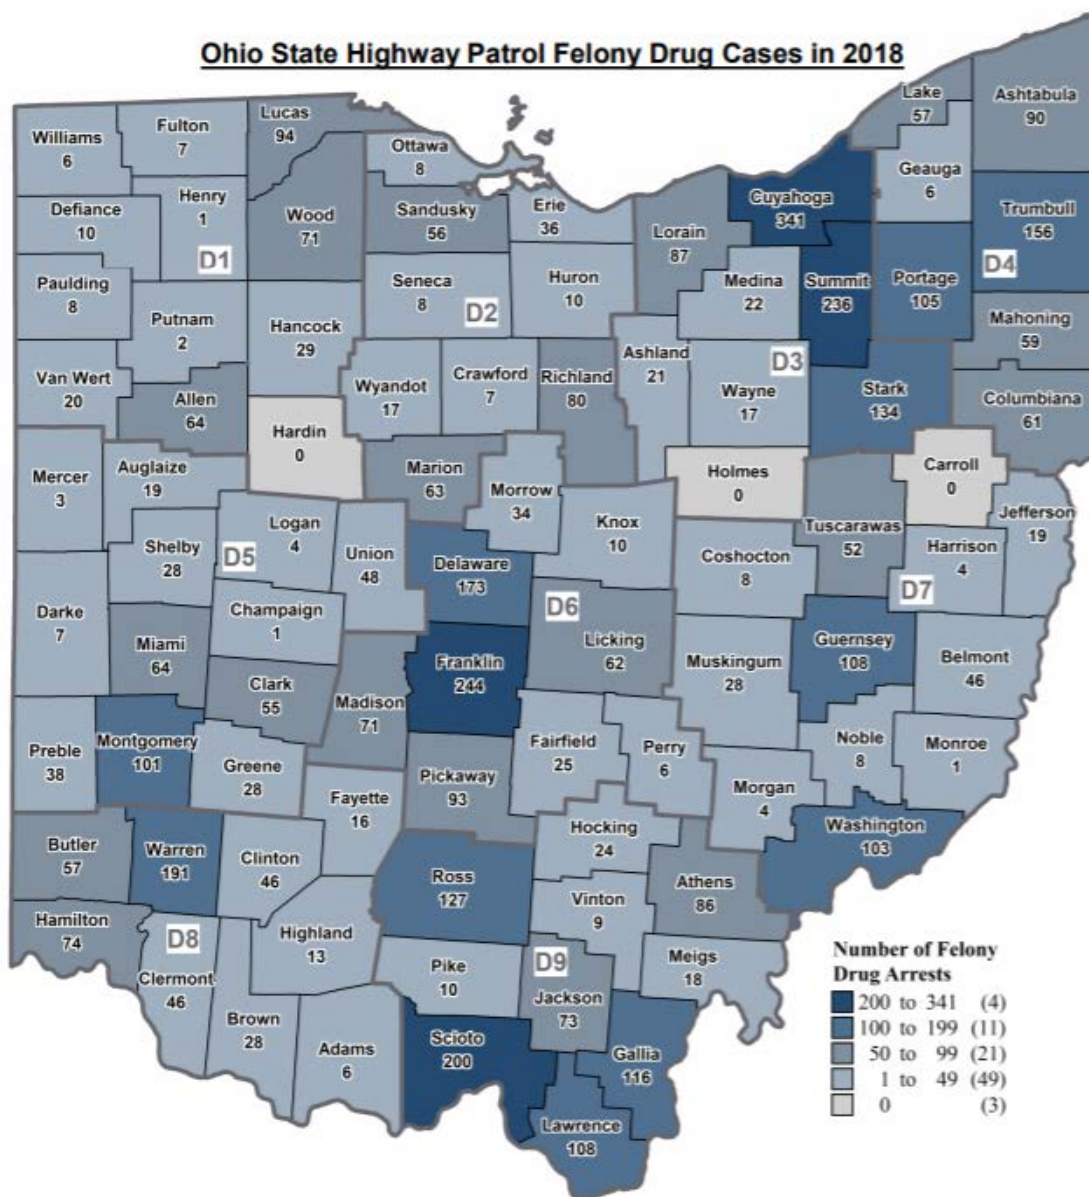 Ohio State Highway Patrol Felony Drug Cases in 2018
Williams
6
Fulton
7
Lucas
94
Ottawa
8
Lake
57
Ashtabula
90
Geauga
6
Cuyahoga
341
Trumbull
156
Defiance
10
Henry
1
D1
Wood
71
Sandusky
56
Erie
36
Lorain
87
Medina
22
Summit
236
Portage
105
D4
Paulding
8
Putnam
2
Hancock
29
Seneca
8
D2
Huron
10
Mahoning
59
Van Wert
20
Allen
64
Wyandot
17
Crawford
7
Richland
80
Ashland
21
D3
Wayne
17
Stark
134
Columbiana
61
Hardin
0
Mercer
3
Auglaize
19
Marion
63
Morrow
34
Holmes
0
Carroll
0
Jefferson
19
Logan
4
Shelby
28
D5
Union
48
Delaware
173
Knox
10
Coshocton
8
Tuscarawas
52
Harrison
4
D7
Darke
7
Champaign
1
Miami
64
D6
Licking
62
Franklin
244
Muskingum
28
Guernsey
108
Belmont
46
Clark
55
Madison
71
Preble
38
Montgomery
101
Greene
28
Fairfield
25
Perry
6
Noble
8
Monroe
1
Pickaway
93
Fayette
16
Morgan
4
Washington
103
Butler
57
Warren
191
Clinton
46
Hocking
24
Ross
127
Athens
86
Vinton
9
Hamilton
74
D8
Clermont
46
Highland
13
Pike
10
D9
Jackson
73
Meigs
18
Brown
28
Adams
6
Scioto
200
Gallia
116
Lawrence
108
Number of Felony
Drug Arrests
200 to 341 (4)
100 to 199 (11)
50 to 99 (21)
1 to 49 (49)
0 (3)